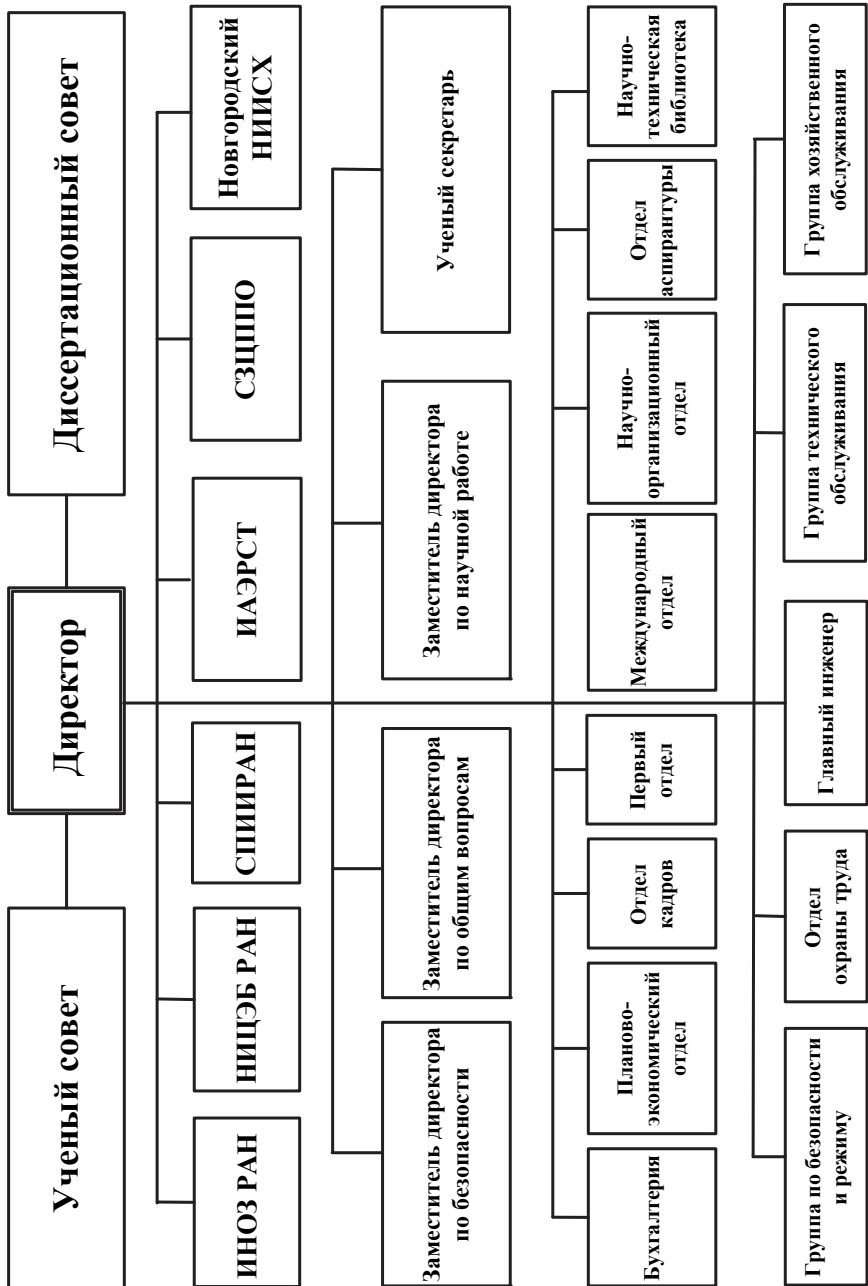 Ученый совет
Директор
Диссертационный совет
ИНОЗ РАН
НИЦЭБ РАН
СПИИРАН
ИАЭРСТ
СЗЦППО
Новгородский
НИИСХ
Заместитель директора
по безопасности
Заместитель директора
по общим вопросам
Заместитель директора
по научной работе
Ученый секретарь
Бухгалтерия
Планово-
экономический
отдел
Отдел
кадров
Первый
отдел
Международный
отдел
Научно-
организационный
отдел
Отдел
аспирантуры
Научно-
техническая
библиотека
Группа по безопасности
и режиму
Отдел
охраны труда
Главный инженер
Группа технического
обслуживания
Группа хозяйственного
обслуживания